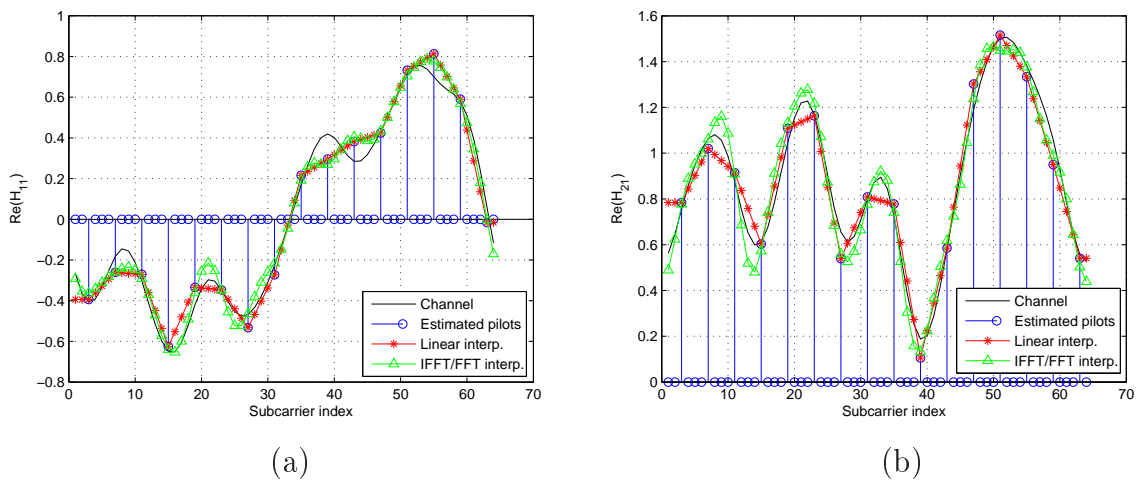 1
0.8
0.6
0.4
0.2
0
−0.2
−0.4
−0.6
−0.8
Re(H11)
0 10 20 30 40 50 60 70
Subcarrier index
Channel
Estimated pilots
Linear interp.
IFFT/FFT interp.
(a)
1.6
1.4
1.2
1
0.8
0.6
0.4
0.2
0
Re(H21)
0 10 20 30 40 50 60 70
Subcarrier index
Channel
Estimated pilots
Linear interp.
IFFT/FFT interp.
(b)